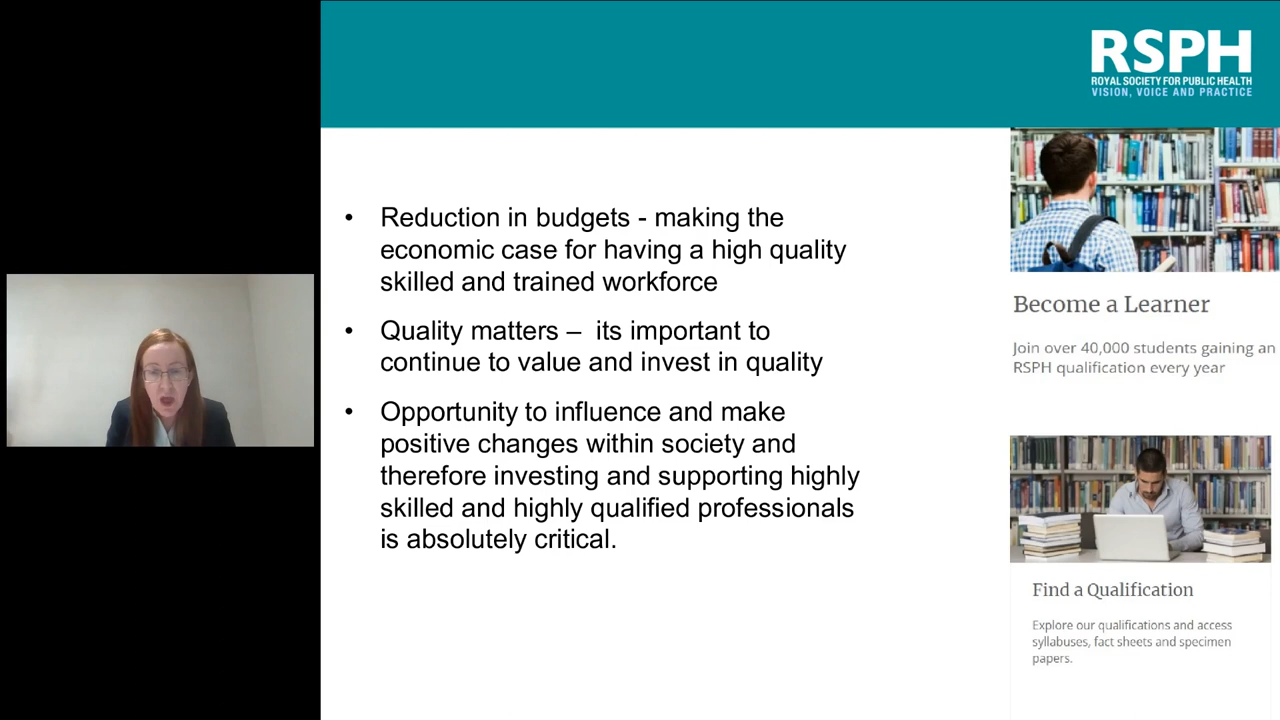 RSPH
ROYAL SOCIETY FOR PUBLIC HEALTH
VISION, VOICE AND PRACTICE
• Reduction in budgets - making the
economic case for having a high quality
skilled and trained workforce
• Quality matters – its important to
continue to value and invest in quality
• Opportunity to influence and make
positive changes within society and
therefore investing and supporting highly
skilled and highly qualified professionals
is absolutely critical.
Become a Learner
Join over 40,000 students gaining an
RSPH qualification every year
Find a Qualification
Explore our qualifications and access
syllabuses, fact sheets and specimen
papers.